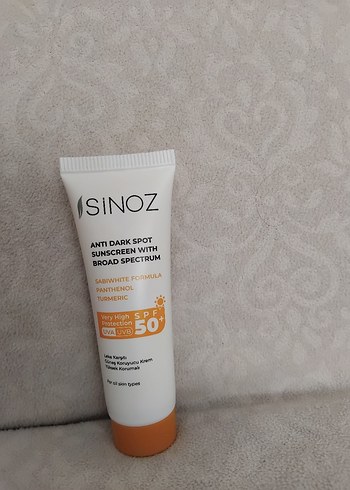 SiNOZ
ANTI DARK SPOT
SUNSCREEN WITH
BROAD SPECTRUM
SABIWHITE FORMULA
PANTHENOL
TURMERIC
Very High
Protection
UVA UVB
SPF
50+
Leke Karşıtı
Güneş Koruyucu Krem
Yüksek Korumalı
For all skin types